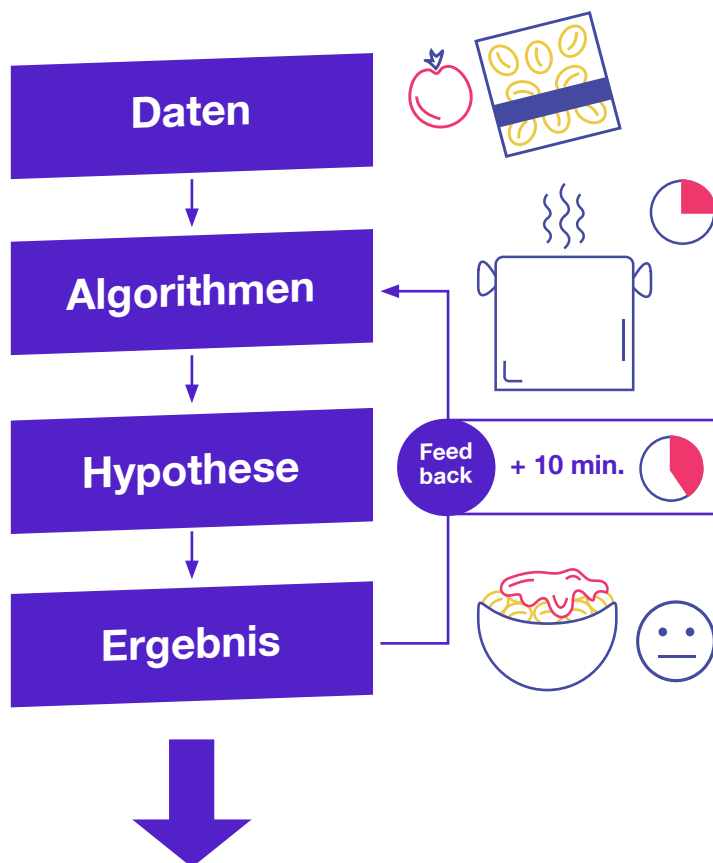 Daten
Algorithmen
Hypothese
Feed
back
+ 10 min.
Ergebnis